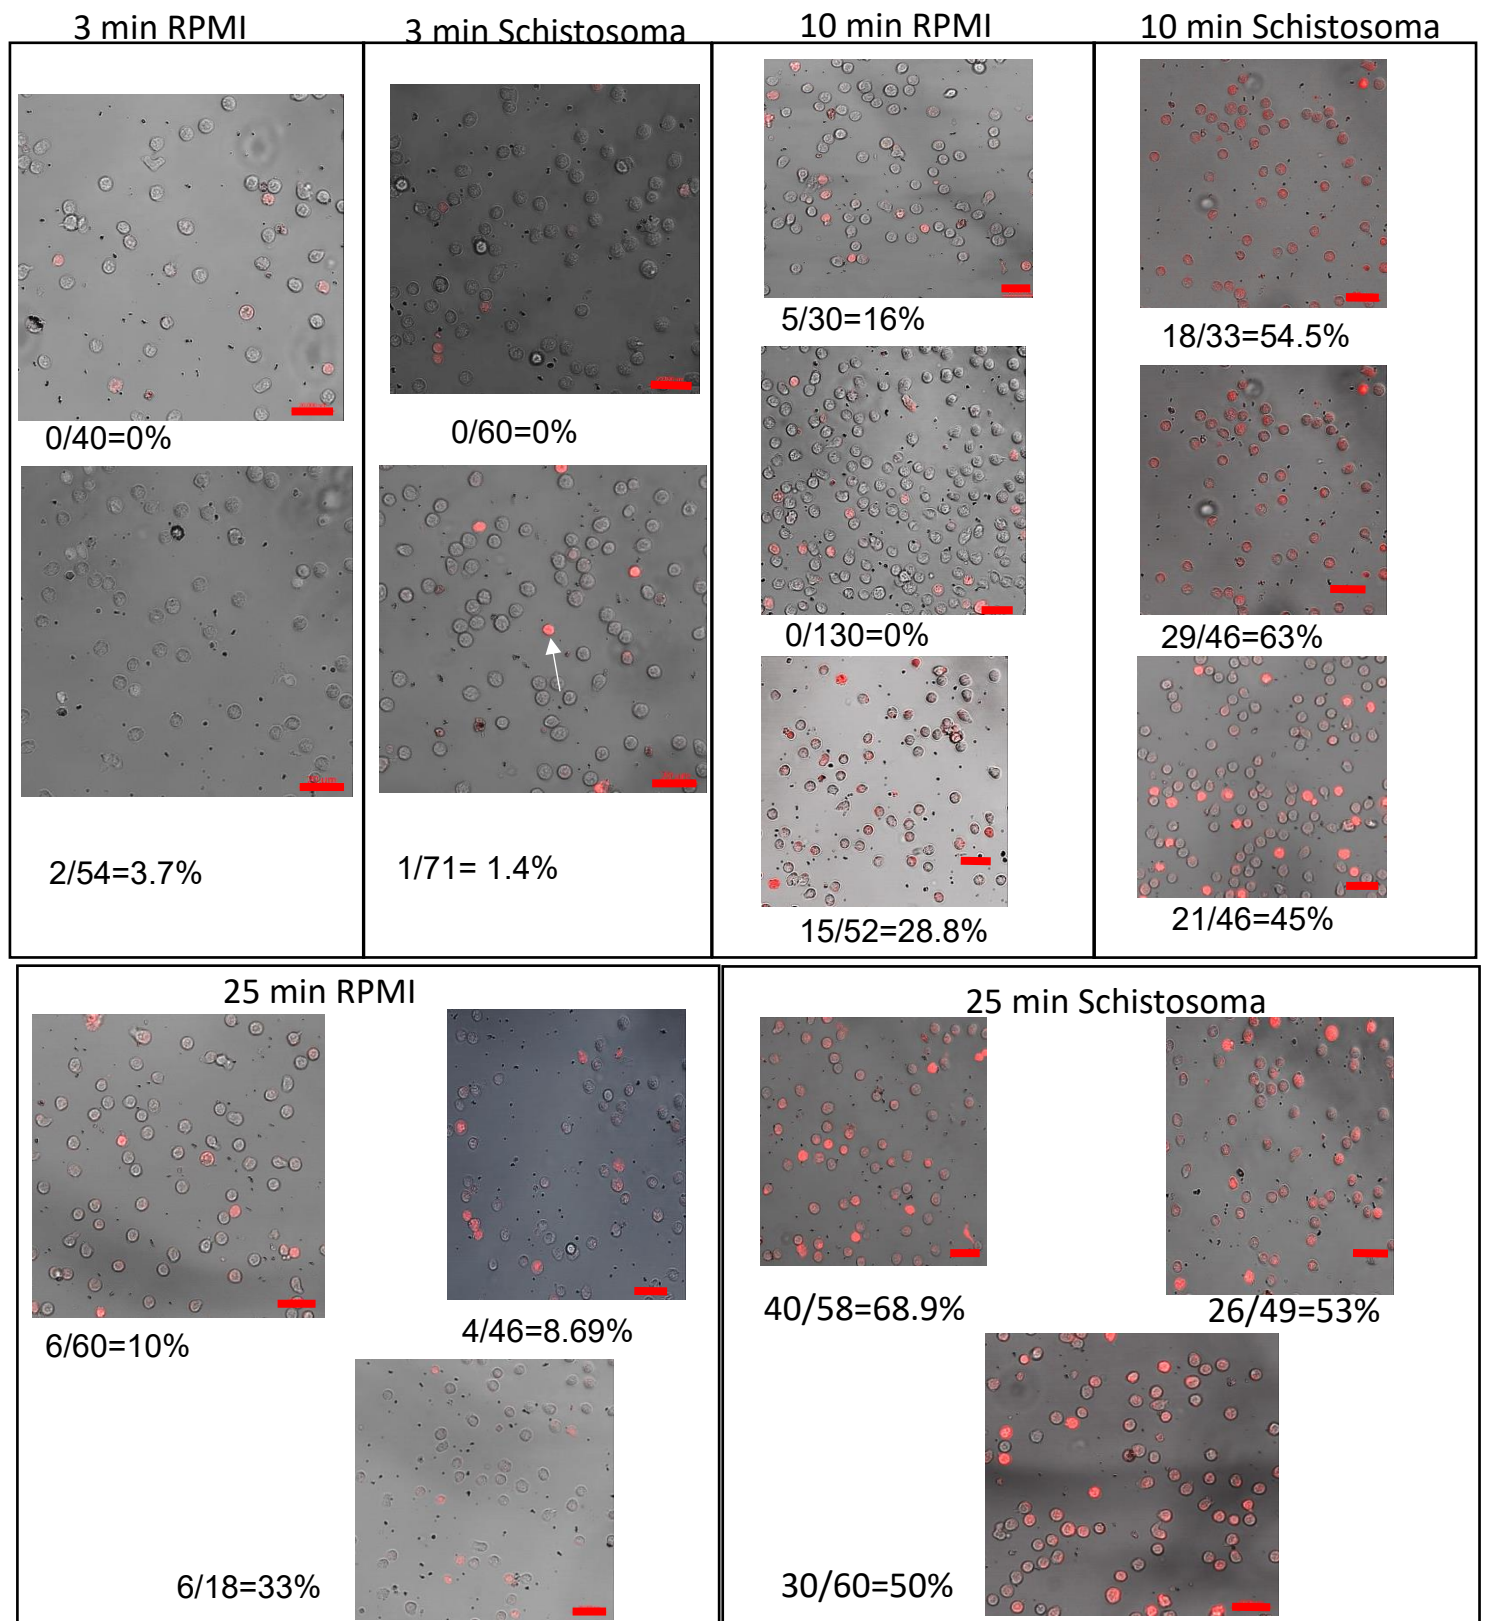 3 min RPMI
3 min Schistosoma
10 min RPMI
10 min Schistosoma
0/40=0%
0/60=0%
5/30=16%
18/33=54.5%
2/54=3.7%
1/71= 1.4%
0/130=0%
29/46=63%
15/52=28.8%
21/46=45%
25 min RPMI
25 min Schistosoma
6/60=10%
4/46=8.69%
40/58=68.9%
26/49=53%
6/18=33%
30/60=50%